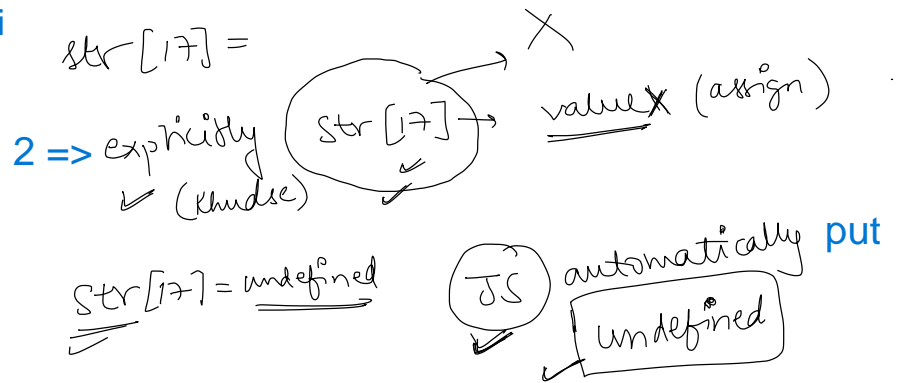 i
str[17] =
X
2 => explicitly str[17] → value X (assign)
(Khudse)
str[17] = undefined JS automatically put
undefined